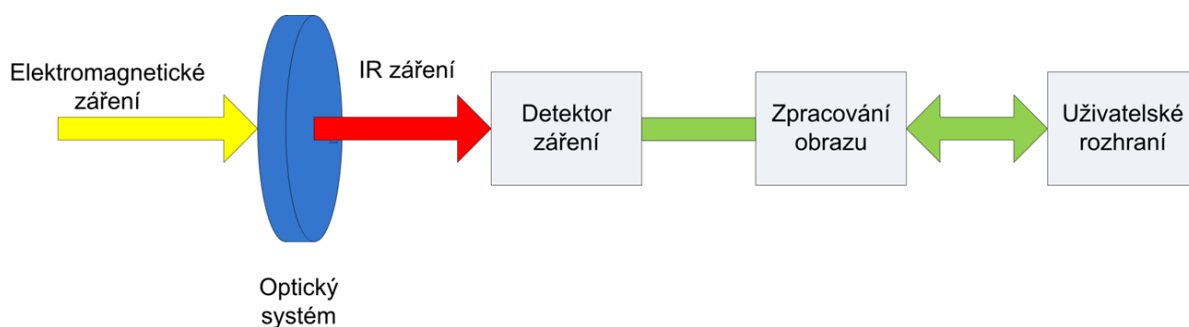 Elektromagnetické
záření
IR záření
Optický
systém
Detektor
záření
Zpracování
obrazu
Uživatelské
rozhraní